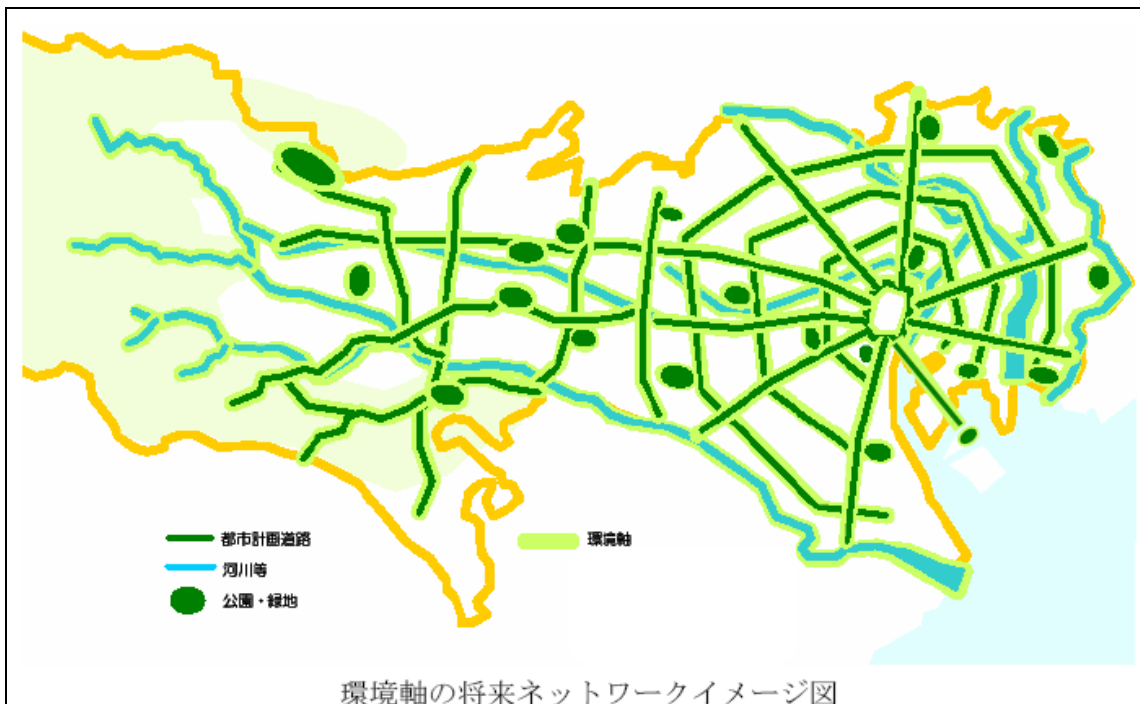 都市計画道路
環境軸
河川等
公園・緑地
環境軸の将来ネットワークイメージ図